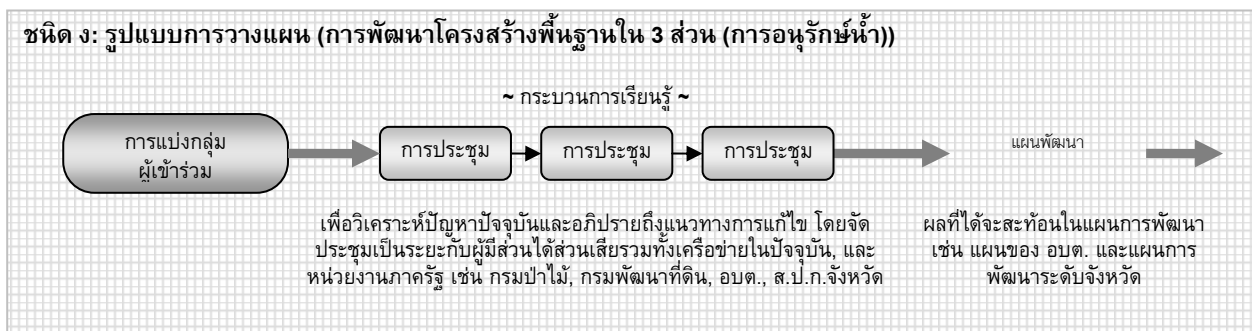 ชนิด ง: รูปแบบการวางแผน (การพัฒนาโครงสร้างพื้นฐานใน 3 ส่วน (การอนุรักษ์น้ำ))
~ กระบวนการเรียนรู้ ~
การแบ่งกลุ่ม
ผู้เข้าร่วม
การประชุม
การประชุม
การประชุม
แผนพัฒนา
เพื่อวิเคราะห์ปัญหาปัจจุบันและอภิปรายถึงแนวทางการแก้ไข โดยจัด
ประชุมเป็นระยะกับผู้มีส่วนได้ส่วนเสียรวมทั้งเครือข่ายในปัจจุบัน, และ
หน่วยงานภาครัฐ เช่น กรมป่าไม้, กรมพัฒนาที่ดิน, อบต., ส.ป.ก.จังหวัด
ผลที่ได้จะสะท้อนในแผนการพัฒนา
เช่น แผนของ อบต. และแผนการ
พัฒนาระดับจังหวัด